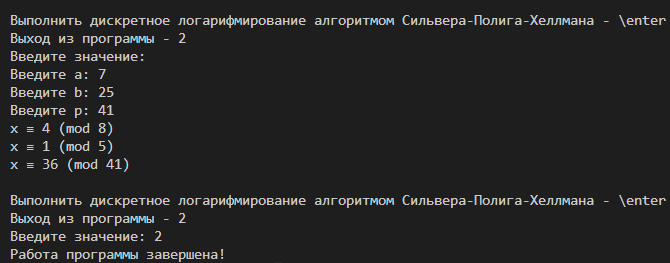 Выполнить дискретное логарифмирование алгоритмом Сильвера-Полига-Хеллмана - \enter
Выход из программы - 2
Введите значение:
Введите a: 7
Введите b: 25
Введите p: 41
x ≡ 4 (mod 8)
x ≡ 1 (mod 5)
x ≡ 36 (mod 41)
Выполнить дискретное логарифмирование алгоритмом Сильвера-Полига-Хеллмана - \enter
Выход из программы - 2
Введите значение: 2
Работа программы завершена!